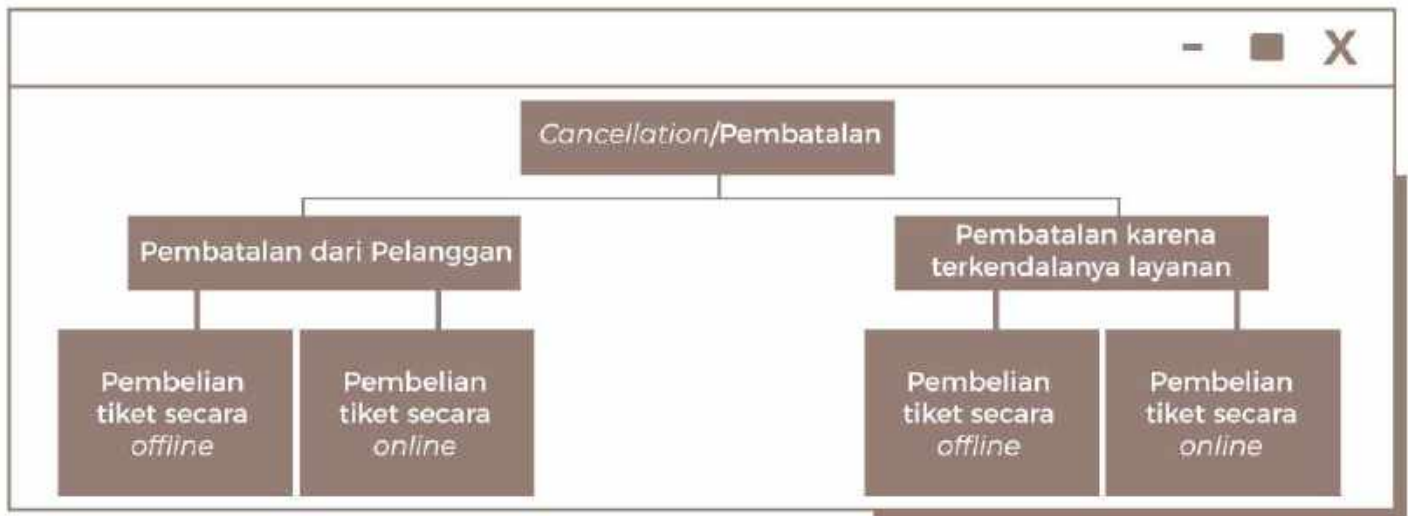 - ■ X
Cancellation/Pembatalan
Pembatalan dari Pelanggan
Pembatalan karena
terkendalanya layanan
Pembelian
tiket secara
offline
Pembelian
tiket secara
online
Pembelian
tiket secara
offline
Pembelian
tiket secara
online